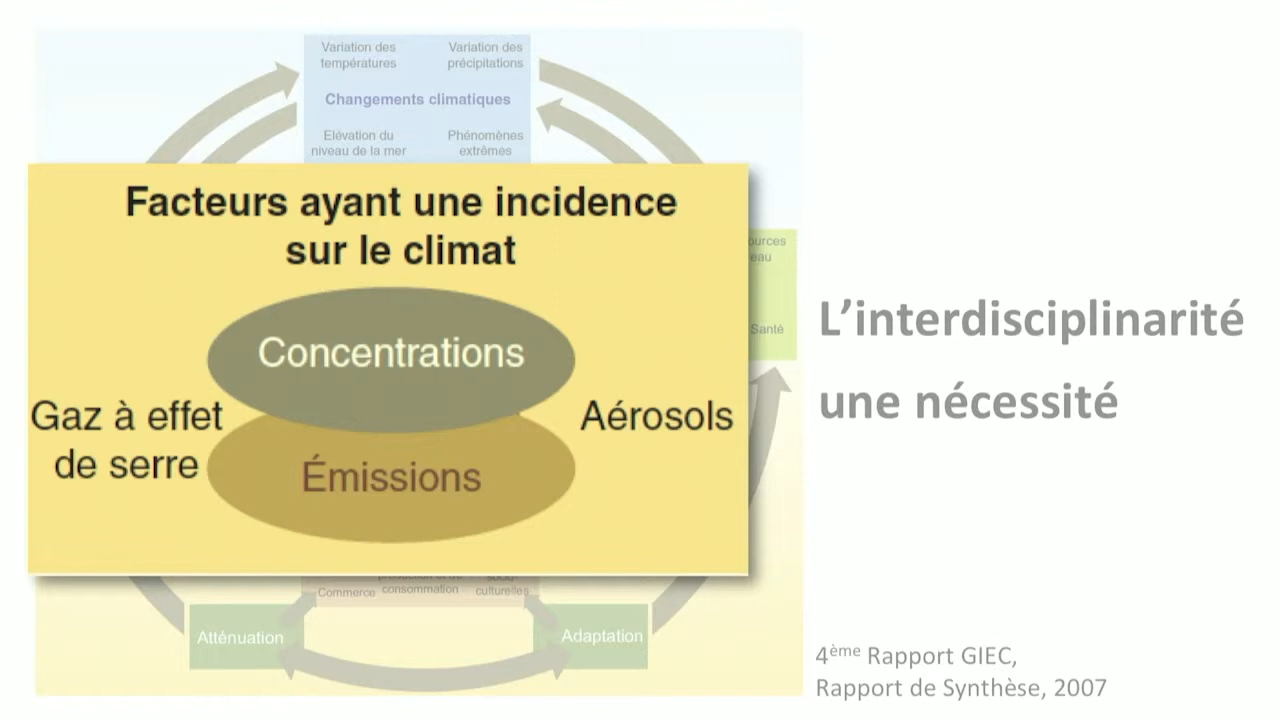 Variation des
températures
Variation des
précipitations
Changements climatiques
Elévation du
niveau de la mer
Phénomènes
extrêmes
Facteurs ayant une incidence
sur le climat
Concentrations
Gaz à effet
de serre
Aérosols
Émissions
eau
Santé
L’interdisciplinarité
une nécessité
Commerce
consommation
culturelles
Atténuation
Adaptation
4ème Rapport GIEC,
Rapport de Synthèse, 2007